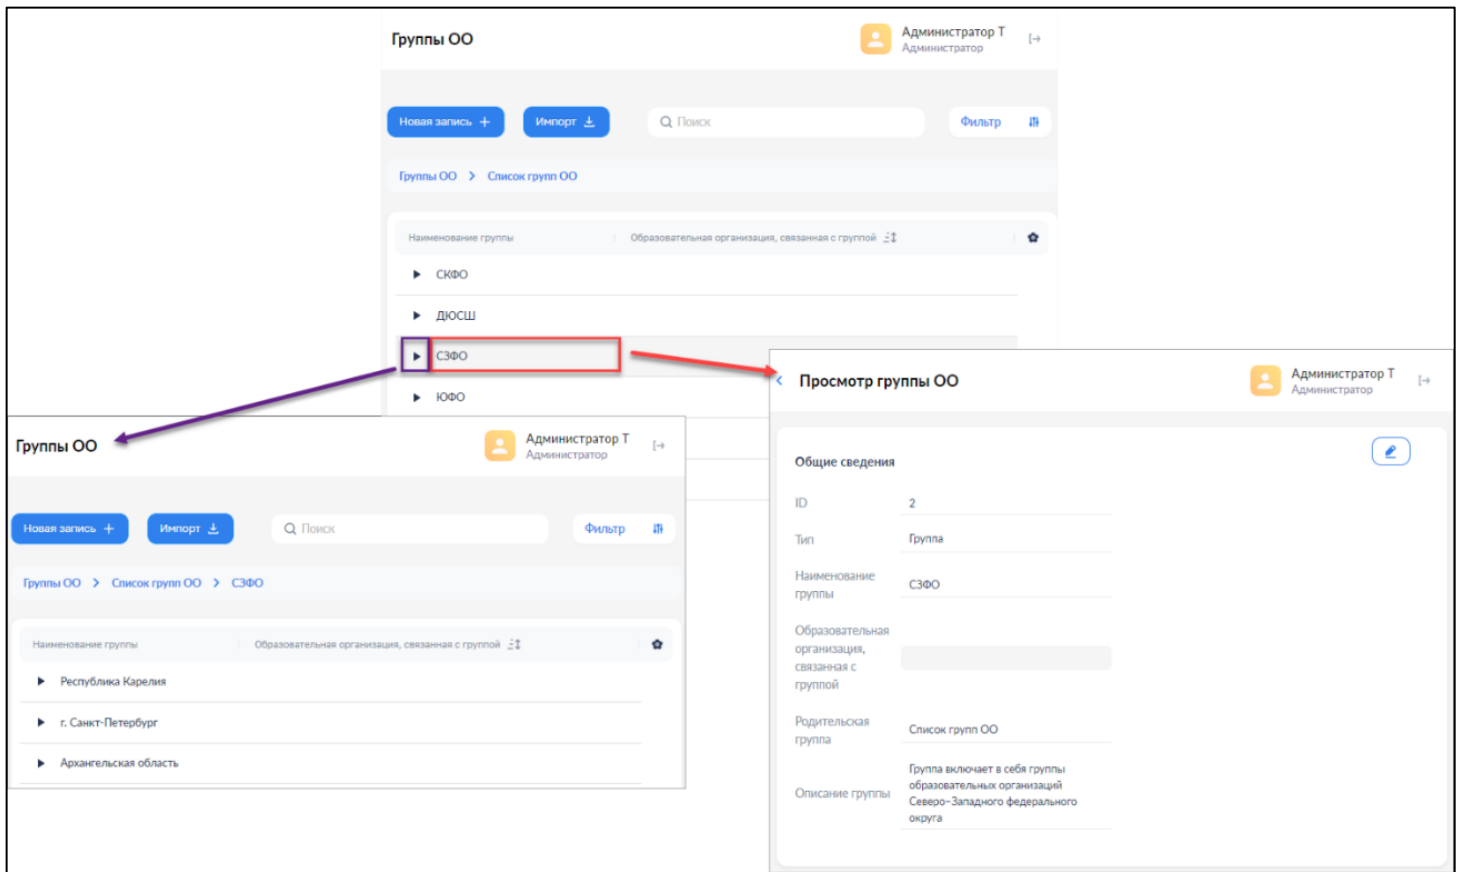 Группы ОО
Администратор Т
Администратор
Новая запись +
Импорт
Поиск
Фильтр
Группы ОО > Список групп ОО
Наименование группы
Образовательная организация, связанная с группой
СКФО
ДЮСШ
СЗФО
ЮФО
Группы ОО
Администратор Т
Администратор
Новая запись +
Импорт
Поиск
Фильтр
Группы ОО > Список групп ОО > СЗФО
Наименование группы
Образовательная организация, связанная с группой
Республика Карелия
г. Санкт-Петербург
Архангельская область
< Просмотр группы ОО
Администратор Т
Администратор
Общие сведения
ID
2
Тип
Группа
Наименование
группы
СЗФО
Образовательная
организация,
связанная с
группой
Родительская
группа
Список групп ОО
Описание группы
Группа включает в себя группы
образовательных организаций
Северо-Западного федерального
округа